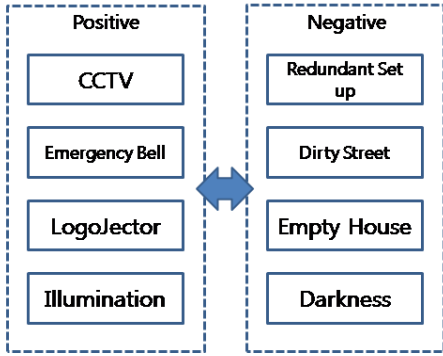 Positive
CCTV
Emergency Bell
LogoJector
Illumination
Negative
Redundant Set
up
Dirty Street
Empty House
Darkness